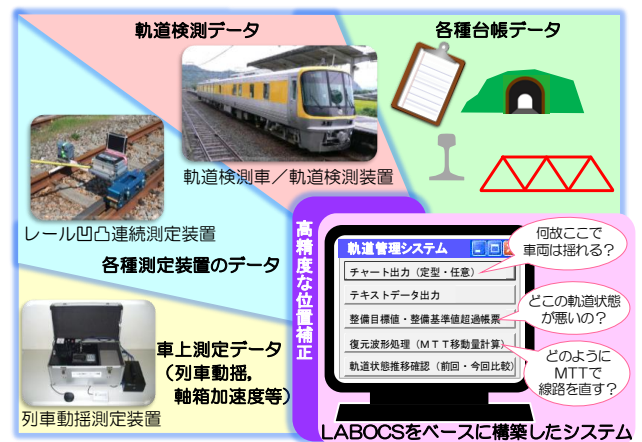 軌道検測データ
各種台帳データ
軌道検測車／軌道検測装置
レール凹凸連続測定装置
各種測定装置のデータ
高精度な位置補正
軌道管理システム
チャート出力（定型・任意）
テキストデータ出力
整備目標値・整備基準値超過帳票
復元波形処理（ＭＴＴ移動量計算）
軌道状態推移確認（前回・今回比較）
何故ここで
車両は揺れる？
どこの軌道状態
が悪いの？
どのように
MTTで
線路を直す？
車上測定データ
（列車動揺，
軸箱加速度等）
列車動揺測定装置
LABOCSをベースに構築したシステム